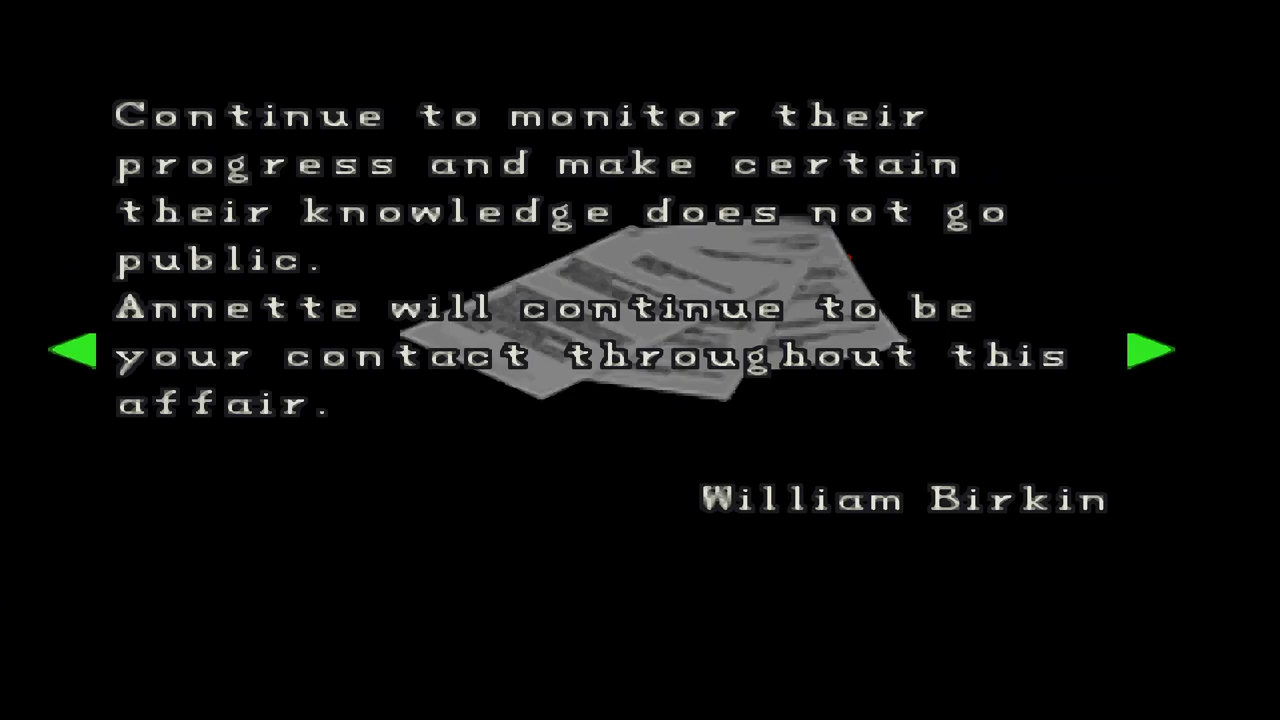 Continue to monitor their
progress and make certain
their knowledge does not go
public.
Annette will continue to be
your contact throughout this
affair.
William Birkin